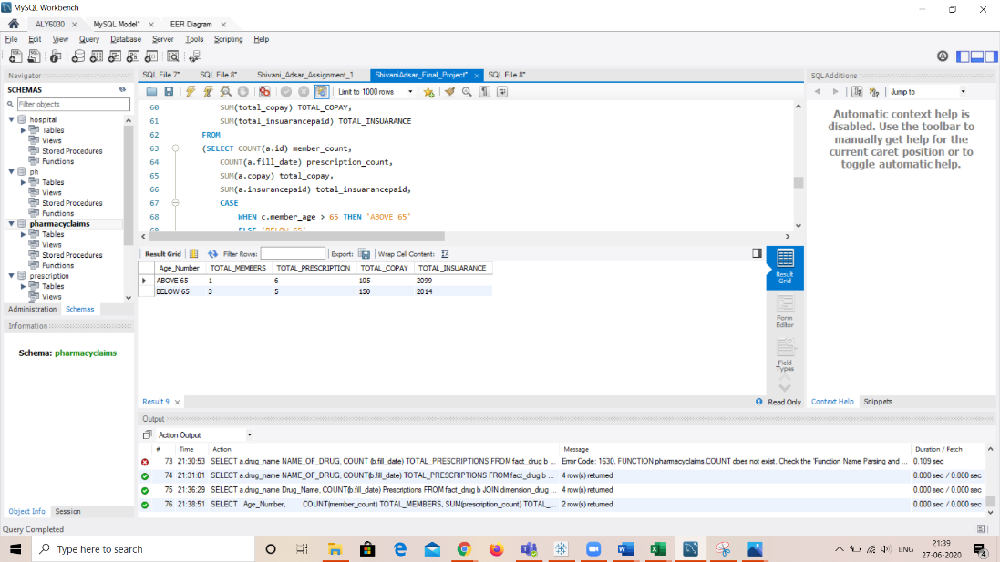 MySQL Workbench
ALY6030 MySQL Model* EER Diagram
File Edit View Query Database Server Tools Scripting Help
Navigator
SCHEMAS
Filter objects
hospital
Tables
Views
Stored Procedures
Functions
ph
Tables
Views
Stored Procedures
Functions
pharmacyclaims
Tables
Views
Stored Procedures
Functions
prescription
Tables
Views
Administration Schemas
Information
Schema: pharmacyclaims
Object Info Session
SQL File 7* SQL File 8* Shivani_Adsar_Assignment_1 ShivaniAdsar_Final_Project* SQL File 8*
Limit to 1000 rows
60 SUM(total_copay) TOTAL_COPAY,
61 SUM(total_insuarancepaid) TOTAL_INSUARANCE
62 FROM
63 (SELECT COUNT(a.id) member_count,
64 COUNT(a.fill_date) prescription_count,
65 SUM(a.copay) total_copay,
66 SUM(a.insurancepaid) total_insuarancepaid,
67 CASE
68 WHEN c.member_age > 65 THEN 'ABOVE 65'
69 ELSE 'BELOW 65'
Result Grid Filter Rows: Export: Wrap Cell Content:
Age_Number TOTAL_MEMBERS TOTAL_PRESCRIPTION TOTAL_COPAY TOTAL_INSUARANCE
ABOVE 65 1 6 105 2099
BELOW 65 3 5 150 2014
Result Grid
Form Editor
Field Types
Result 9 Read Only
SQLAdditions
Jump to
Automatic context help is
disabled. Use the toolbar to
manually get help for the
current caret position or to
toggle automatic help.
Context Help Snippets
Output
Action Output
# Time Action Message Duration / Fetch
73 21:30:53 SELECT a.drug_name NAME_OF_DRUG, COUNT (b.fill_date) TOTAL_PRESCRIPTIONS FROM fact_drug b ... Error Code: 1630. FUNCTION pharmacyclaims.COUNT does not exist. Check the 'Function Name Parsing and ... 0.109 sec
74 21:31:01 SELECT a.drug_name NAME_OF_DRUG, COUNT(b.fill_date) TOTAL_PRESCRIPTIONS FROM fact_drug b ... 4 row(s) returned 0.000 sec / 0.000 sec
75 21:36:29 SELECT a.drug_name Drug_Name, COUNT(b.fill_date) Prescriptions FROM fact_drug b JOIN dimension_drug ... 4 row(s) returned 0.000 sec / 0.000 sec
76 21:38:51 SELECT Age_Number, COUNT(member_count) TOTAL_MEMBERS, SUM(prescription_count) TOTAL_... 2 row(s) returned 0.000 sec / 0.000 sec
Query Completed
Type here to search
ENG
21:39
27-06-2020
4